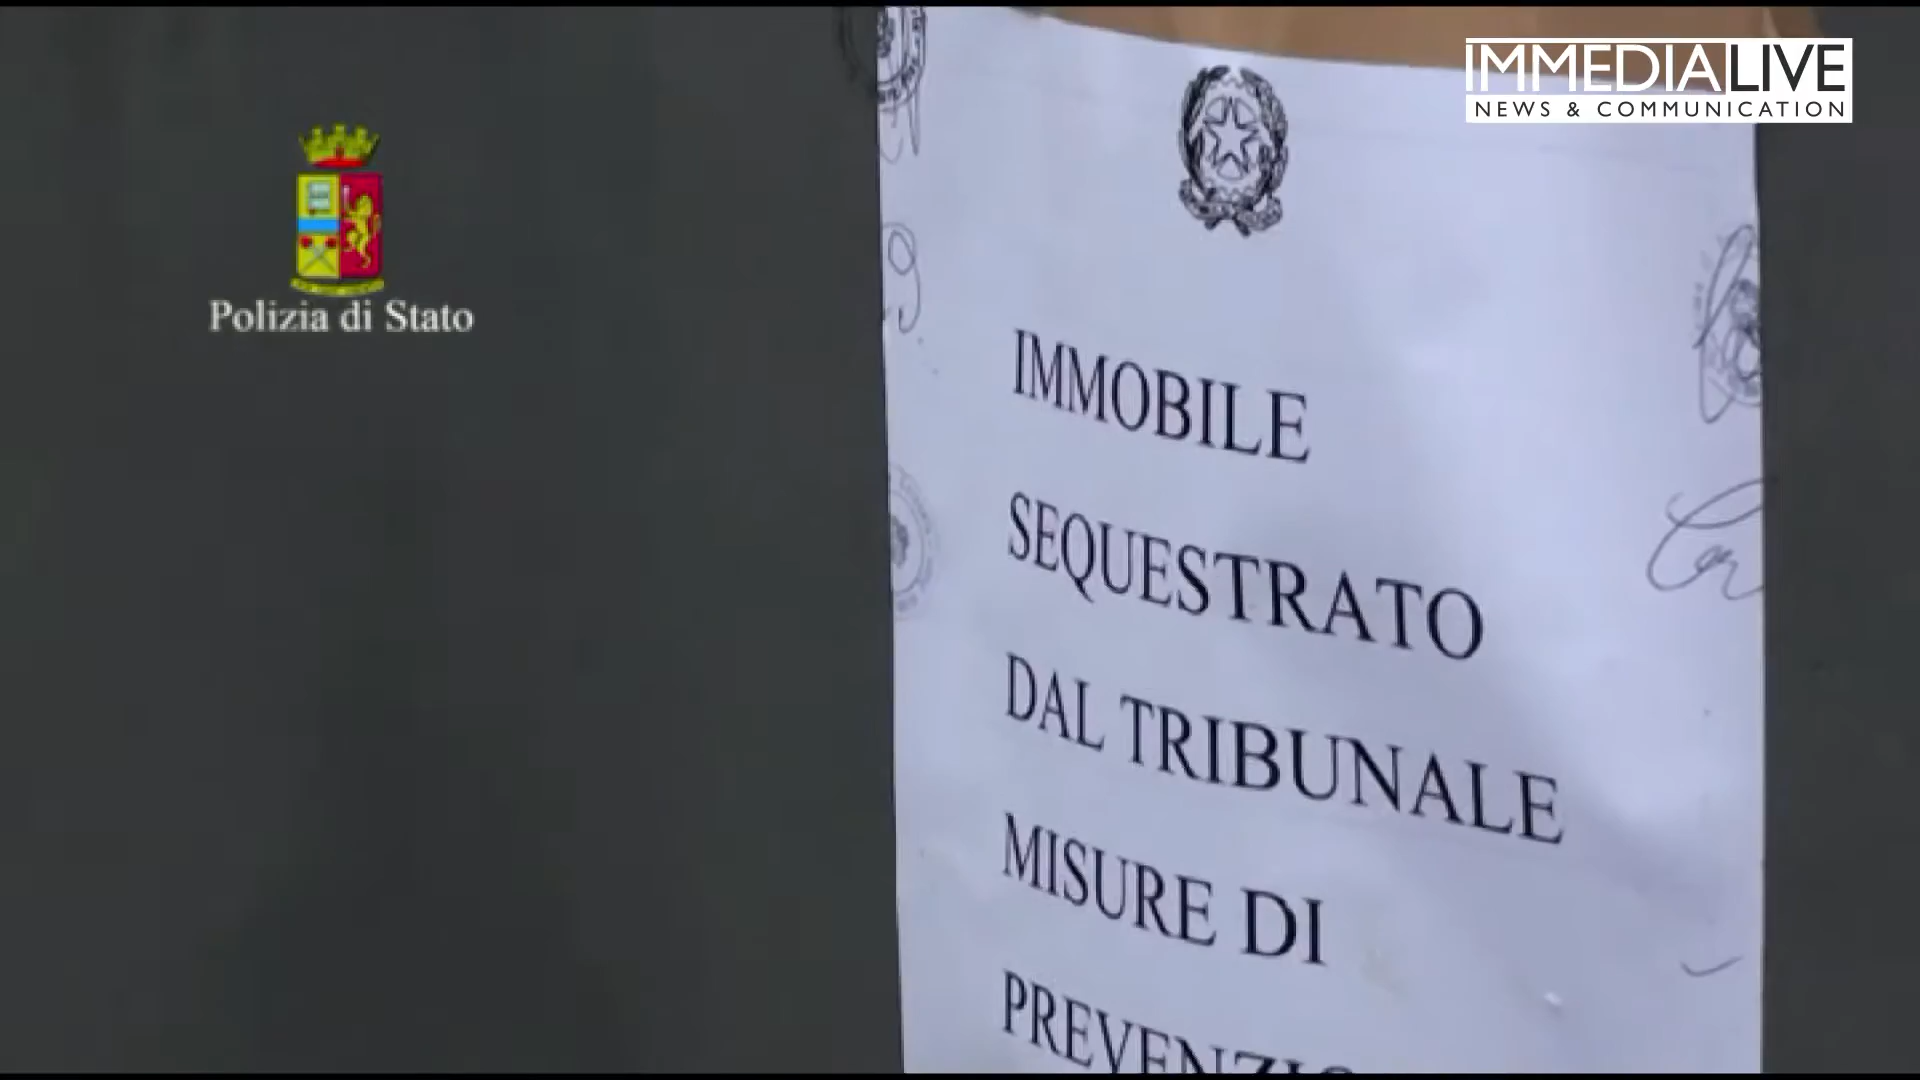 IMMEDIALIVE
NEWS & COMMUNICATION
Polizia di Stato
IMMOBILE
SEQUESTRATO
DAL TRIBUNALE
MISURE DI